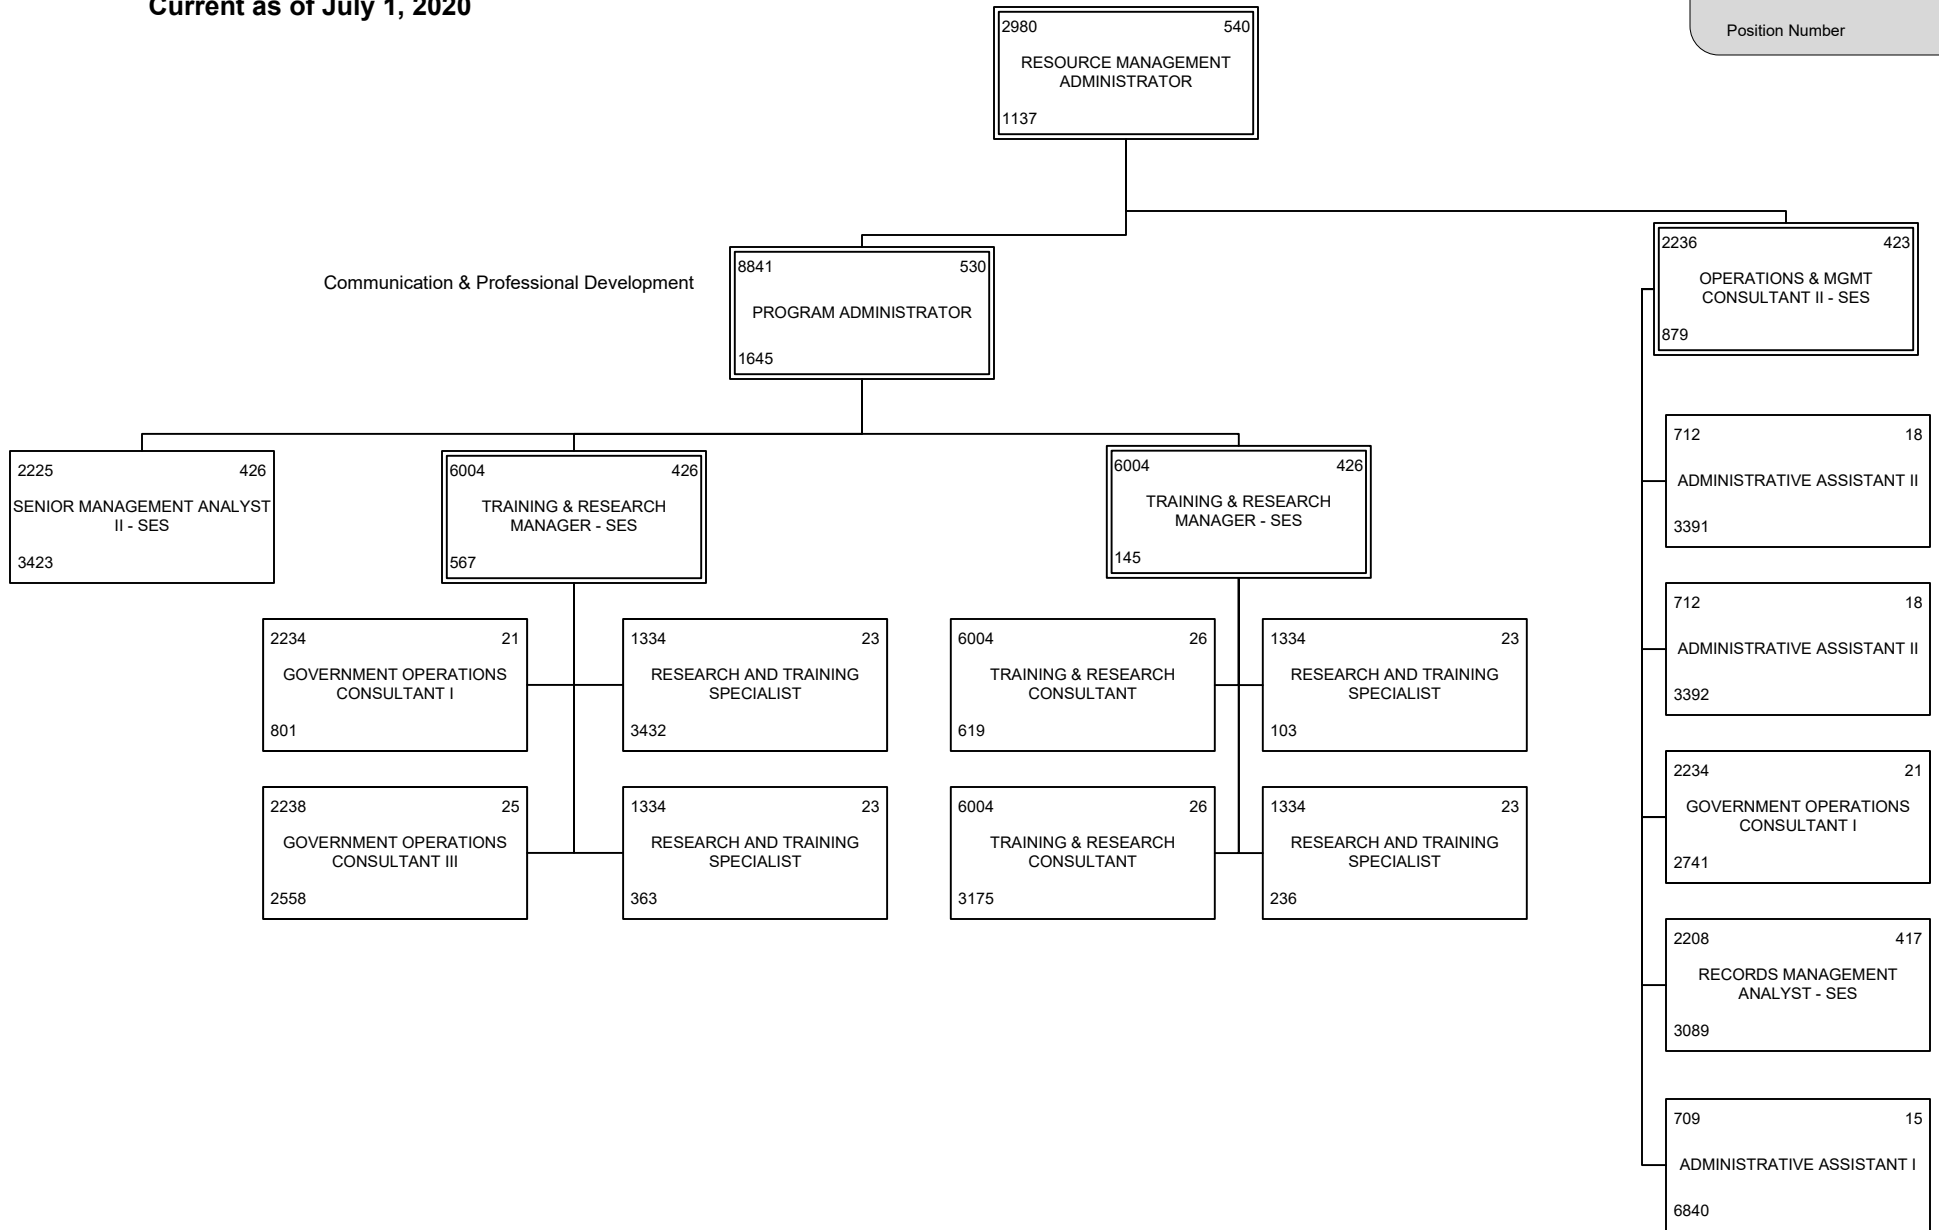 Current as of July 1, 2020
Position Number
2980 540
RESOURCE MANAGEMENT
ADMINISTRATOR
1137
Communication & Professional Development
8841 530
PROGRAM ADMINISTRATOR
1645
2236 423
OPERATIONS & MGMT
CONSULTANT II - SES
879
2225 426
SENIOR MANAGEMENT ANALYST
II - SES
3423
6004 426
TRAINING & RESEARCH
MANAGER - SES
567
6004 426
TRAINING & RESEARCH
MANAGER - SES
145
2234 21
GOVERNMENT OPERATIONS
CONSULTANT I
801
1334 23
RESEARCH AND TRAINING
SPECIALIST
3432
6004 26
TRAINING & RESEARCH
CONSULTANT
619
1334 23
RESEARCH AND TRAINING
SPECIALIST
103
2238 25
GOVERNMENT OPERATIONS
CONSULTANT III
2558
1334 23
RESEARCH AND TRAINING
SPECIALIST
363
6004 26
TRAINING & RESEARCH
CONSULTANT
3175
1334 23
RESEARCH AND TRAINING
SPECIALIST
236
712 18
ADMINISTRATIVE ASSISTANT II
3391
712 18
ADMINISTRATIVE ASSISTANT II
3392
2234 21
GOVERNMENT OPERATIONS
CONSULTANT I
2741
2208 417
RECORDS MANAGEMENT
ANALYST - SES
3089
709 15
ADMINISTRATIVE ASSISTANT I
6840